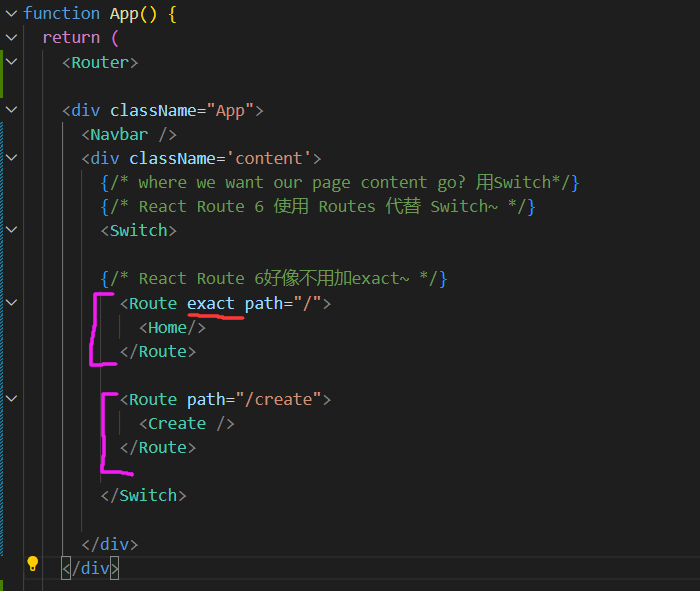 function App() {
return (
<Router>
<div className="App">
<Navbar />
<div className='content'>
{/* where we want our page content go? 用Switch*/}
{/* React Route 6 使用 Routes 代替 Switch~ */}
<Switch>
{/* React Route 6好像不用加exact~ */}
<Route exact path="/">
<Home/>
</Route>
<Route path="/create">
<Create />
</Route>
</Switch>
</div>
</div>